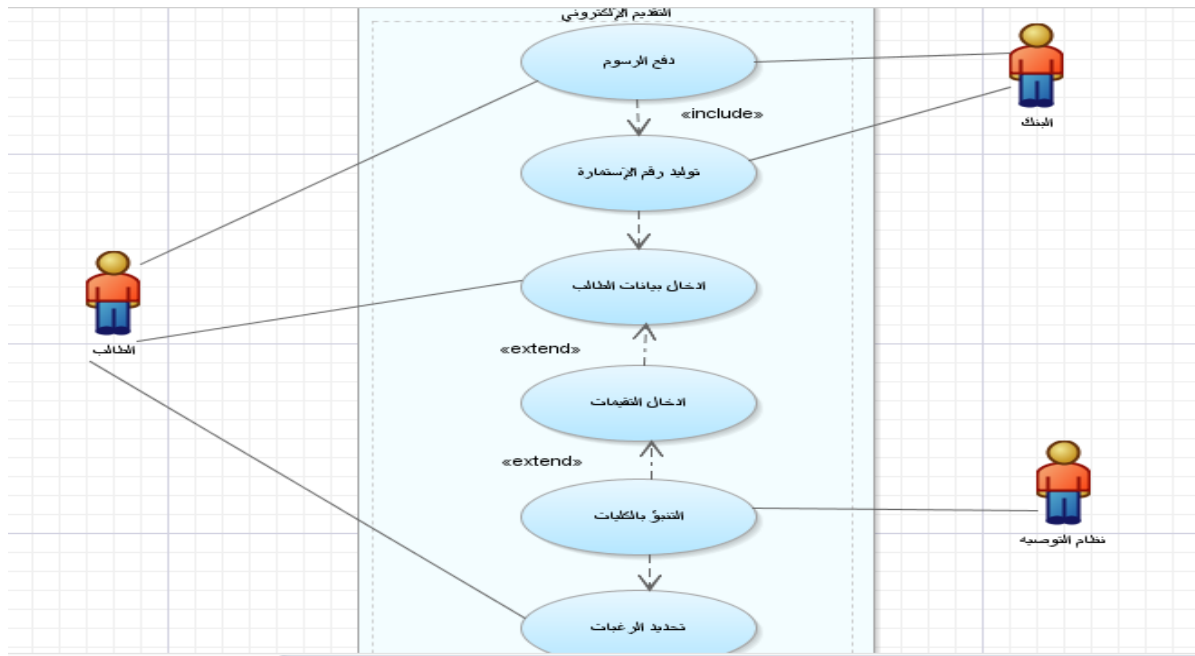 التقديم الإلكتروني
دفع الرسوم
«include»
البنك
توليد رقم الإستمارة
ادخال بيانات الطالب
الطالب
«extend»
ادخال التقيمات
«extend»
التنبؤ بالكليات
نظام التوصيه
تحديد الرغبات